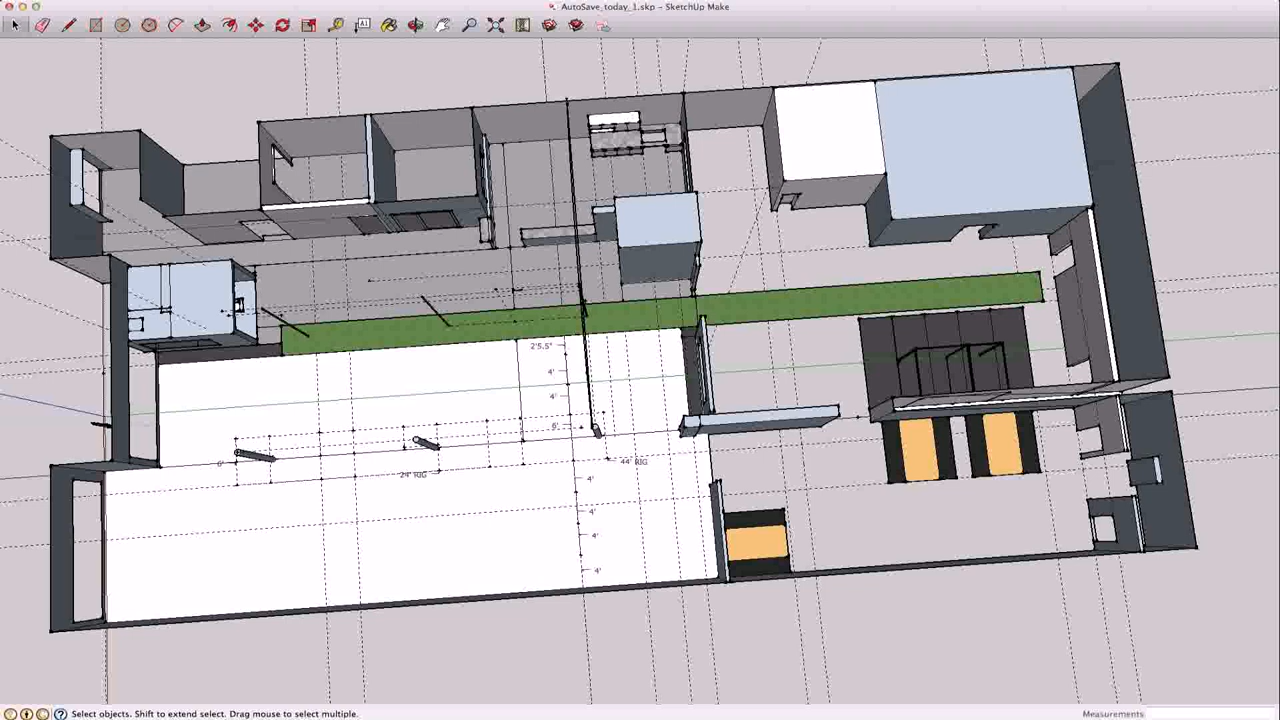 AutoSave_today_1.skp - SketchUp Make
A1
2'5.5"
4'
4'
6'
6'
24' RIG
44' RIG
4'
4'
4'
4'
Select objects. Shift to extend select. Drag mouse to select multiple.
Measurements